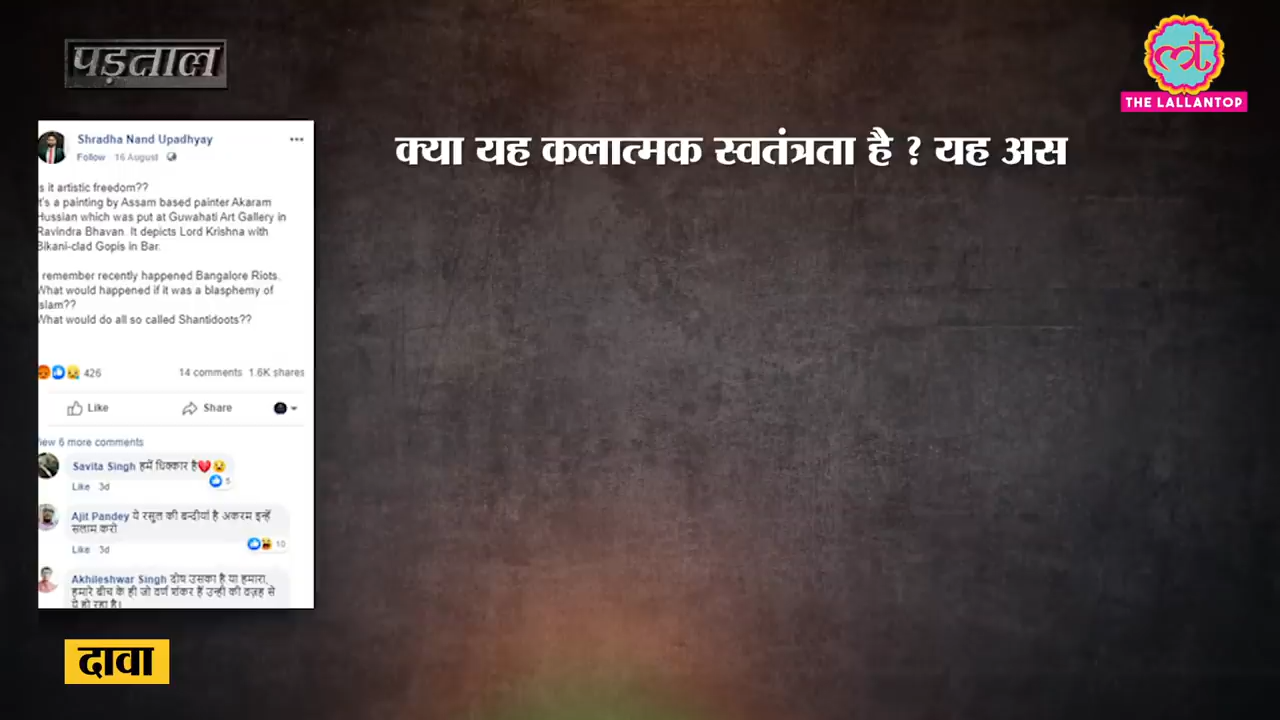 पड़ताल
THE LALLANTOP
क्या यह कलात्मक स्वतंत्रता है ? यह अस
Shradha Nand Upadhyay
Follow 16 August
s it artistic freedom??
t's a painting by Assam based painter Akaram
Hussian which was put at Guwahati Art Gallery in
Ravindra Bhavan. It depicts Lord Krishna with
Bikani-clad Gopis in Bar.
remember recently happened Bangalore Riots.
What would happened if it was a blasphemy of
slam??
What would do all so called Shantidoots??
426 14 comments 1.6K shares
Like Share
iew 6 more comments
Savita Singh हमें धिक्कार है💔😢
5
Like 3d
Ajit Pandey ये रसुल की बन्दीयां है अकरम इन्हें
सलाम करो
10
Like 3d
Akhileshwar Singh दोष उसका है या हमारा,
हमारे बीच के ही जो वर्ण शंकर हैं उन्ही की वज़ह से
ये हो रहा है।
दावा